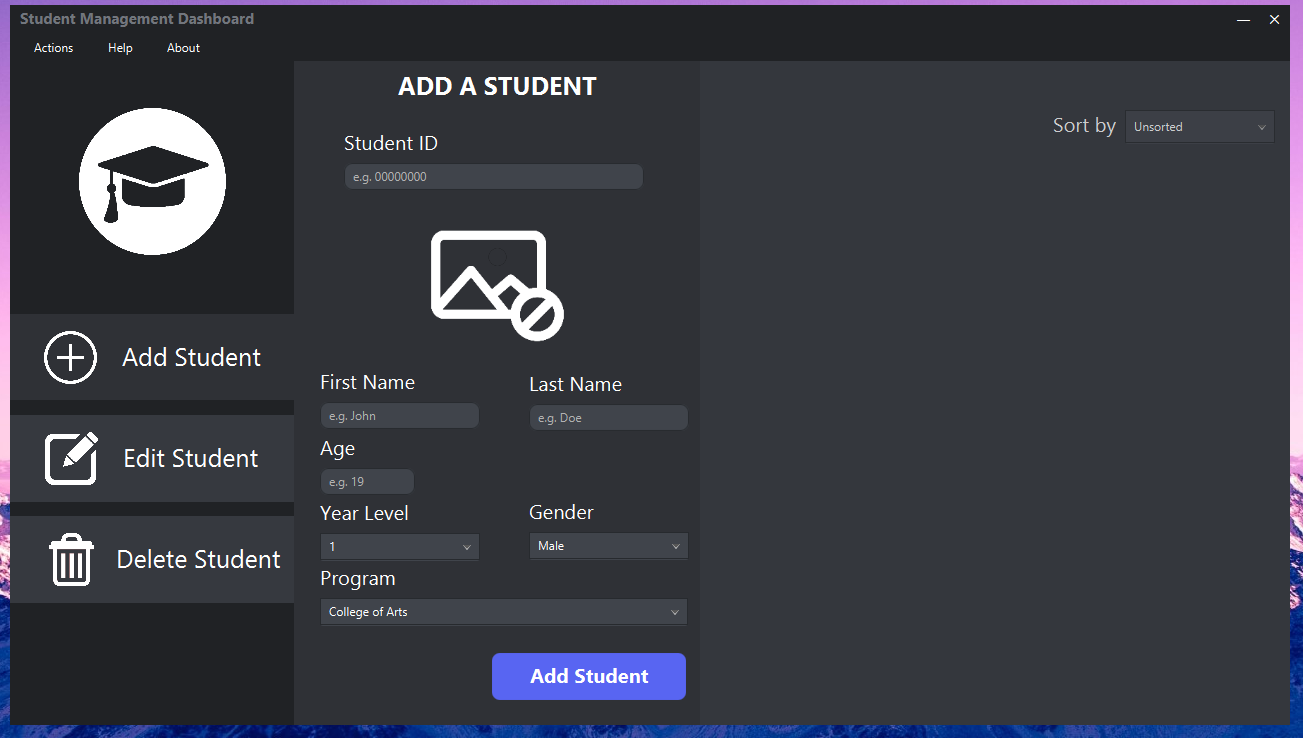 Student Management Dashboard
Actions Help About
ADD A STUDENT
Sort by Unsorted
Student ID
e.g. 00000000
Add Student
Edit Student
Delete Student
First Name Last Name
e.g. John e.g. Doe
Age
e.g. 19
Year Level Gender
1 Male
Program
College of Arts
Add Student